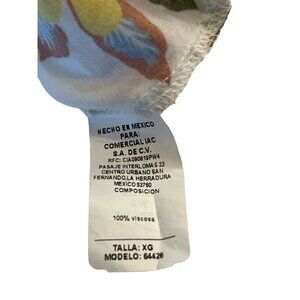 HECHO EN MEXICO
PARA:
COMERCIAL IAC
S.A. DE C.V.
RFC: CIA090819PW4
PASAJE INTERLOMAS 22
CENTRO URBANO SAN
FERNANDO,LA HERRADURA
MEXICO 52760
COMPOSICION
100% viscosa
TALLA: XG
MODELO: 64426